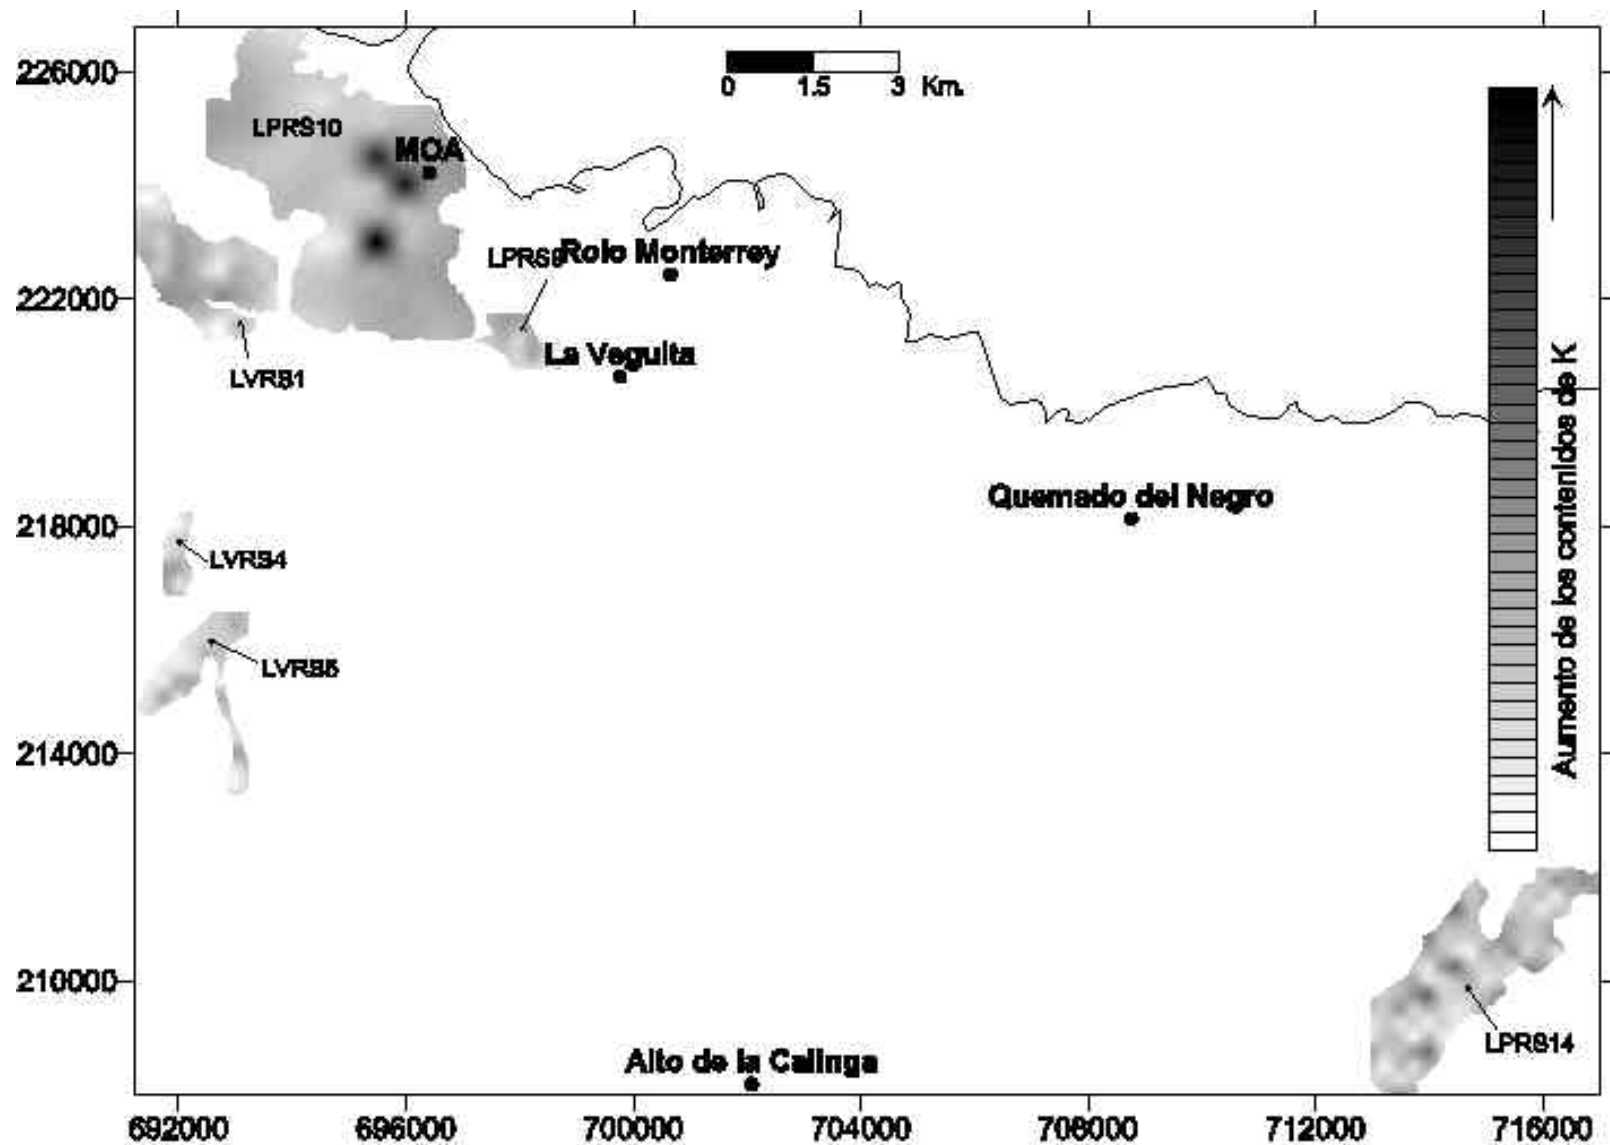 226000
222000
218000
214000
210000
0 1.5 3 Km.
LPRS10
MOA
LPRS9
Rolo Monterrey
La Veguita
LVRS1
Quemado del Negro
LVRS4
LVRS5
Aumento de los contenidos de K
LPRS14
Alto de la Calinga
692000 696000 700000 704000 708000 712000 716000